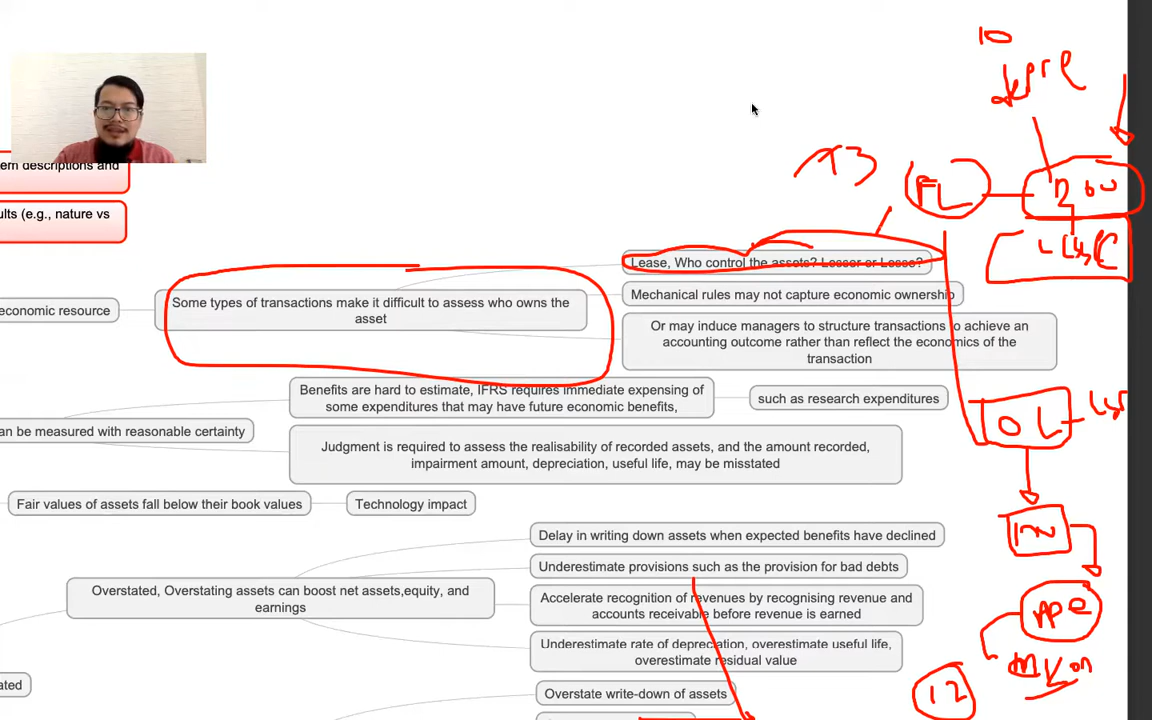 10
depre
FL
em descriptions and
ults (e.g., nature vs
Lease, Who control the assets? Lessor or Lesse?
economic resource
Some types of transactions make it difficult to assess who owns the
asset
Mechanical rules may not capture economic ownership
Or may induce managers to structure transactions to achieve an
accounting outcome rather than reflect the economics of the
transaction
Benefits are hard to estimate, IFRS requires immediate expensing of
some expenditures that may have future economic benefits,
such as research expenditures
OL
an be measured with reasonable certainty
Judgment is required to assess the realisability of recorded assets, and the amount recorded,
impairment amount, depreciation, useful life, may be misstated
Fair values of assets fall below their book values
Technology impact
Delay in writing down assets when expected benefits have declined
Underestimate provisions such as the provision for bad debts
Overstated, Overstating assets can boost net assets,equity, and
earnings
Accelerate recognition of revenues by recognising revenue and
accounts receivable before revenue is earned
Underestimate rate of depreciation, overestimate useful life,
overestimate residual value
ated
Overstate write-down of assets
12